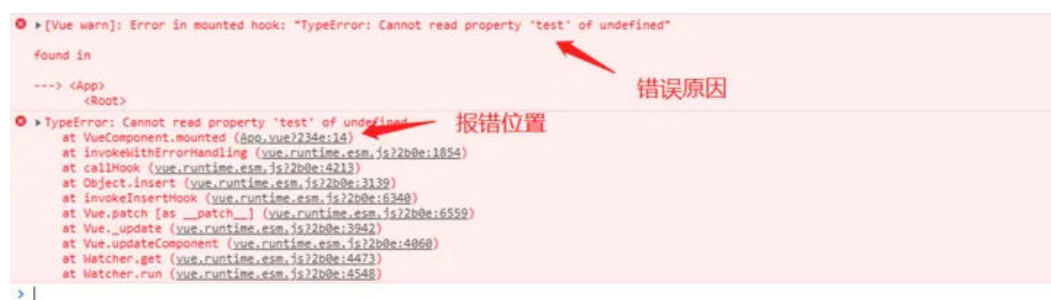 [Vue warn]: Error in mounted hook: "TypeError: Cannot read property 'test' of undefined"
found in
---> <App>
<Root>
错误原因
TypeError: Cannot read property 'test' of undefined
报错位置
at VueComponent.mounted (App.vue?234e:14)
at invokeWithErrorHandling (vue.runtime.esm.js?2b0e:1854)
at callHook (vue.runtime.esm.js?2b0e:4213)
at Object.insert (vue.runtime.esm.js?2b0e:3139)
at invokeInsertHook (vue.runtime.esm.js?2b0e:6340)
at Vue.patch [as __patch__] (vue.runtime.esm.js?2b0e:6559)
at Vue._update (vue.runtime.esm.js?2b0e:3942)
at Vue.updateComponent (vue.runtime.esm.js?2b0e:4060)
at Watcher.get (vue.runtime.esm.js?2b0e:4473)
at Watcher.run (vue.runtime.esm.js?2b0e:4548)